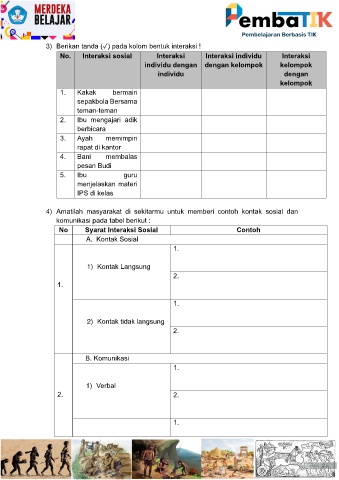 MERDEKA
BELAJAR
PembaTIK
Pembelajaran Berbasis TIK
3) Berikan tanda (✓) pada kolom bentuk interaksi !
No. Interaksi sosial Interaksi individu dengan individu Interaksi individu dengan kelompok Interaksi kelompok dengan kelompok
1. Kakak bermain
sepakbola Bersama
teman-teman
2. Ibu mengajari adik
berbicara
3. Ayah memimpin
rapat di kantor
4. Bani membalas
pesan Budi
5. Ibu guru
menjelaskan materi
IPS di kelas
4) Amatilah masyarakat di sekitarmu untuk memberi contoh kontak sosial dan
komunikasi pada tabel berikut :
No Syarat Interaksi Sosial Contoh
A. Kontak Sosial
1.
1) Kontak Langsung
2.
1.
1.
2) Kontak tidak langsung
2.
B. Komunikasi
1.
1) Verbal
2.
2.
1.